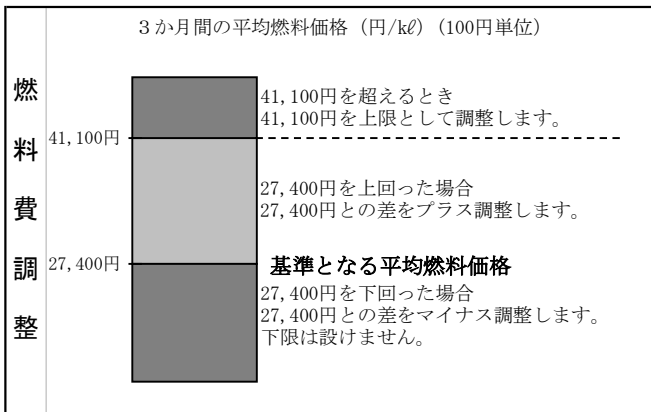 3か月間の平均燃料価格（円/kℓ）(100円単位）
燃料費調整
41,100円を超えるとき
41,100円を上限として調整します。
41,100円
27,400円を上回った場合
27,400円との差をプラス調整します。
27,400円
基準となる平均燃料価格
27,400円を下回った場合
27,400円との差をマイナス調整します。
下限は設けません。